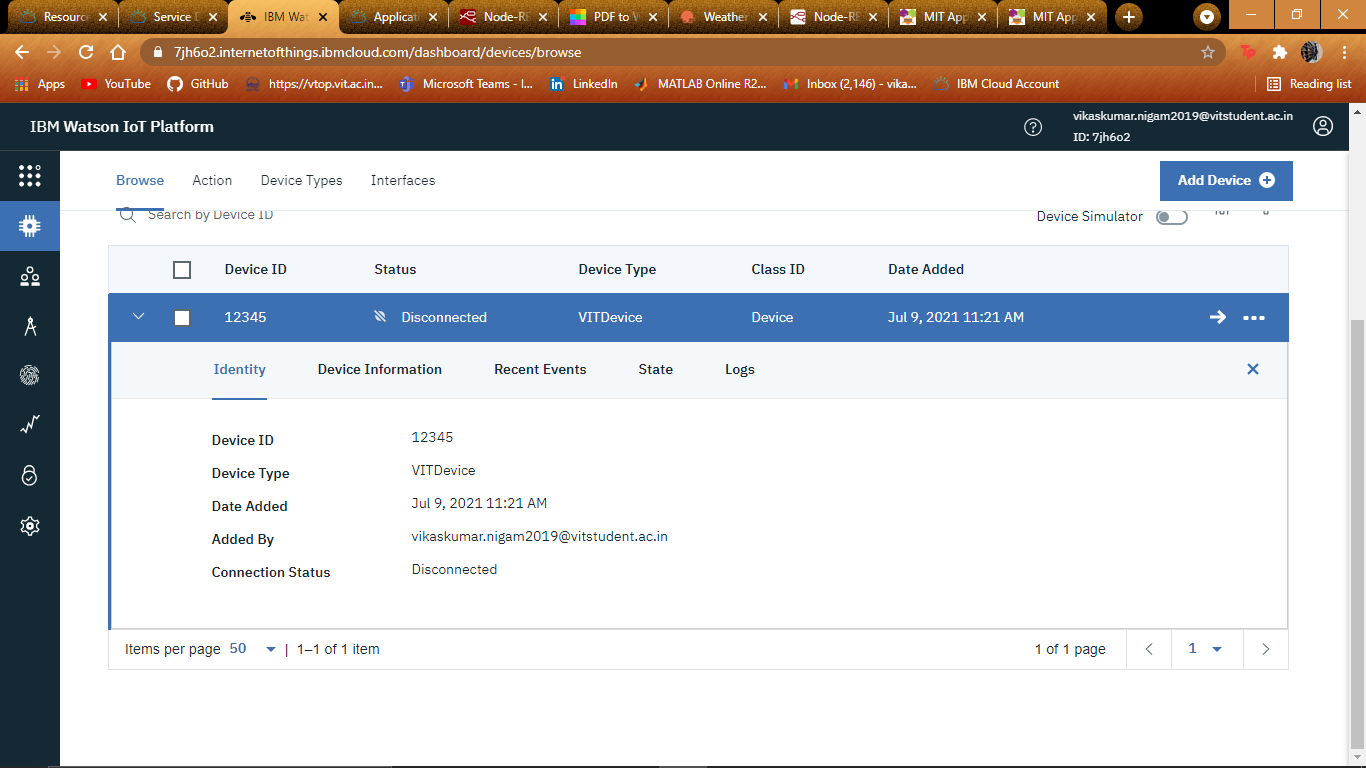 Resource
Service D
IBM Wat
Applicati
Node-RE
PDF to W
Weather
Node-RE
MIT App
MIT App
7jh6o2.internetofthings.ibmcloud.com/dashboard/devices/browse
Apps
YouTube
GitHub
https://vtop.vit.ac.in...
Microsoft Teams - I...
LinkedIn
MATLAB Online R2...
Inbox (2,146) - vika...
IBM Cloud Account
Reading list
IBM Watson IoT Platform
vikaskumar.nigam2019@vitstudent.ac.in
ID: 7jh6o2
Browse Action Device Types Interfaces
Add Device
Search by Device ID
Device Simulator
Device ID Status Device Type Class ID Date Added
12345 Disconnected VITDevice Device Jul 9, 2021 11:21 AM
Identity Device Information Recent Events State Logs
Device ID 12345
Device Type VITDevice
Date Added Jul 9, 2021 11:21 AM
Added By vikaskumar.nigam2019@vitstudent.ac.in
Connection Status Disconnected
Items per page 50 | 1–1 of 1 item
1 of 1 page
1